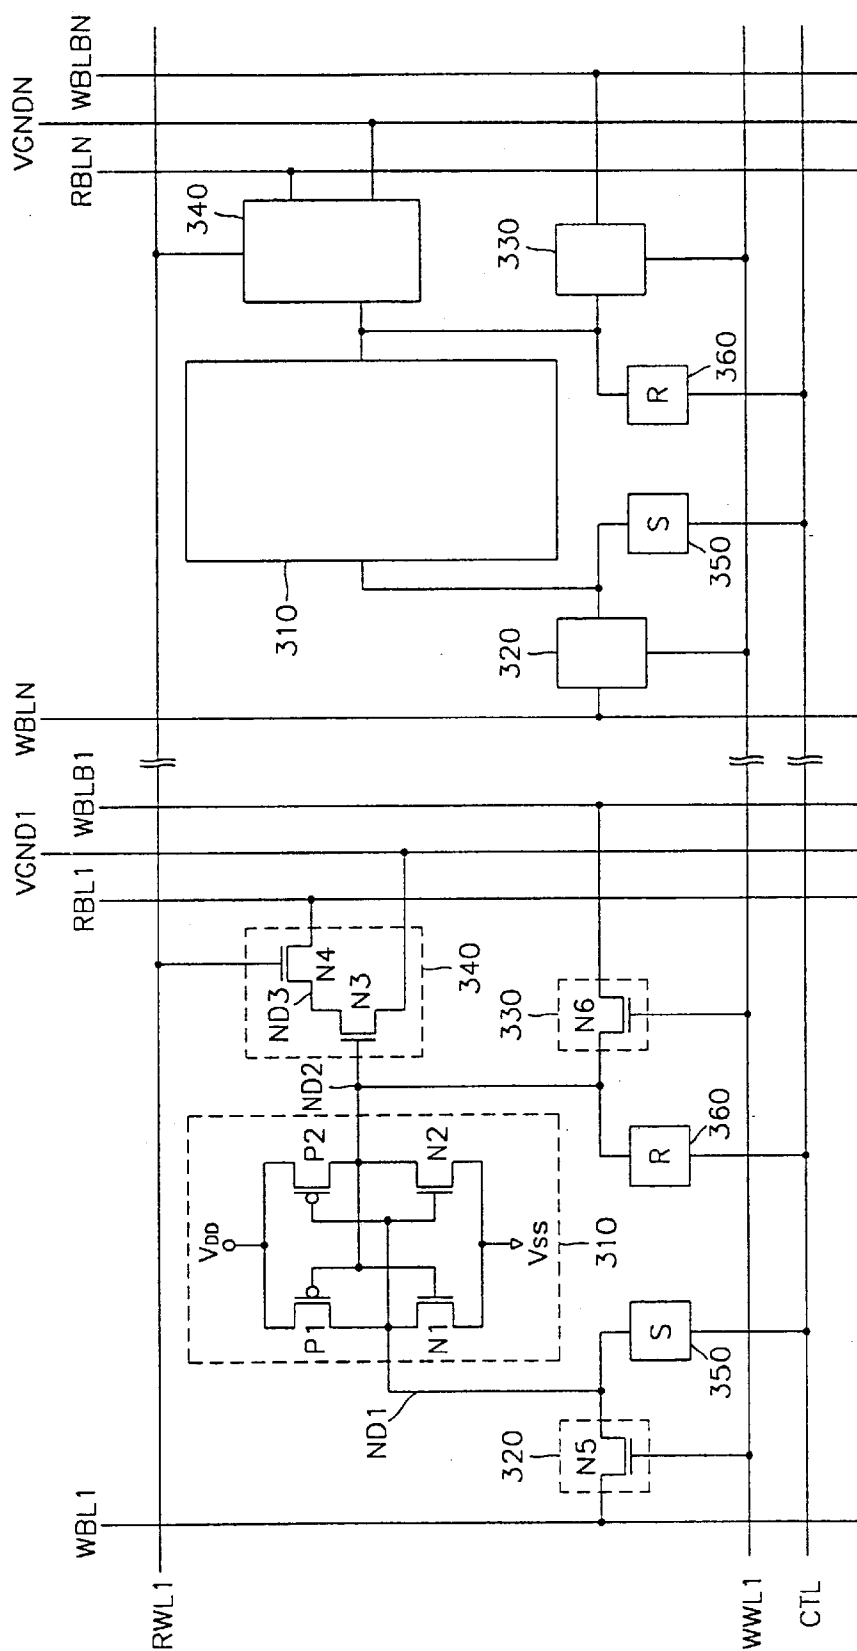 WBL1
VGND1
RBL1
WBLB1
WBLN
VGNDN
RBLN
WBLBN
RWL1
VDD
P1
P2
N1
N2
VSS
310
ND1
ND2
ND3
N4
N3
340
320
N5
S
350
R
360
330
N6
310
340
320
S
350
R
360
330
WWL1
CTL